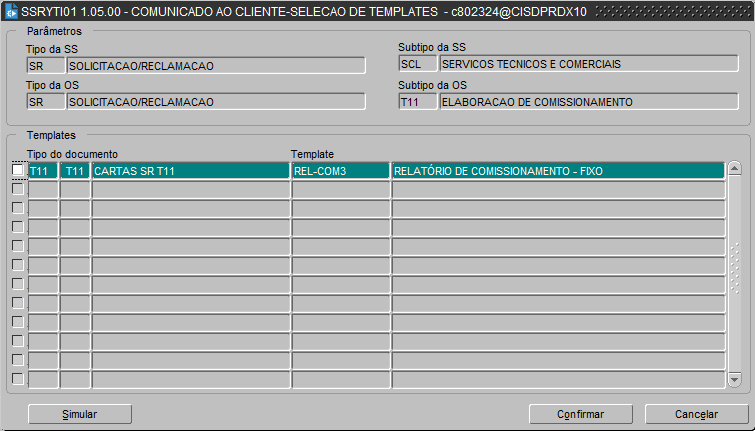 SSRYTI01 1.05.00 - COMUNICADO AO CLIENTE-SELECAO DE TEMPLATES - c802324@CISDPRDX10
Parâmetros
Tipo da SS
SR SOLICITACAO/RECLAMACAO
Subtipo da SS
SCL SERVICOS TECNICOS E COMERCIAIS
Tipo da OS
SR SOLICITACAO/RECLAMACAO
Subtipo da OS
T11 ELABORACAO DE COMISSIONAMENTO
Templates
Tipo do documento Template
T11 T11 CARTAS SR T11 REL-COM3 RELATÓRIO DE COMISSIONAMENTO - FIXO
Simular Confirmar Cancelar